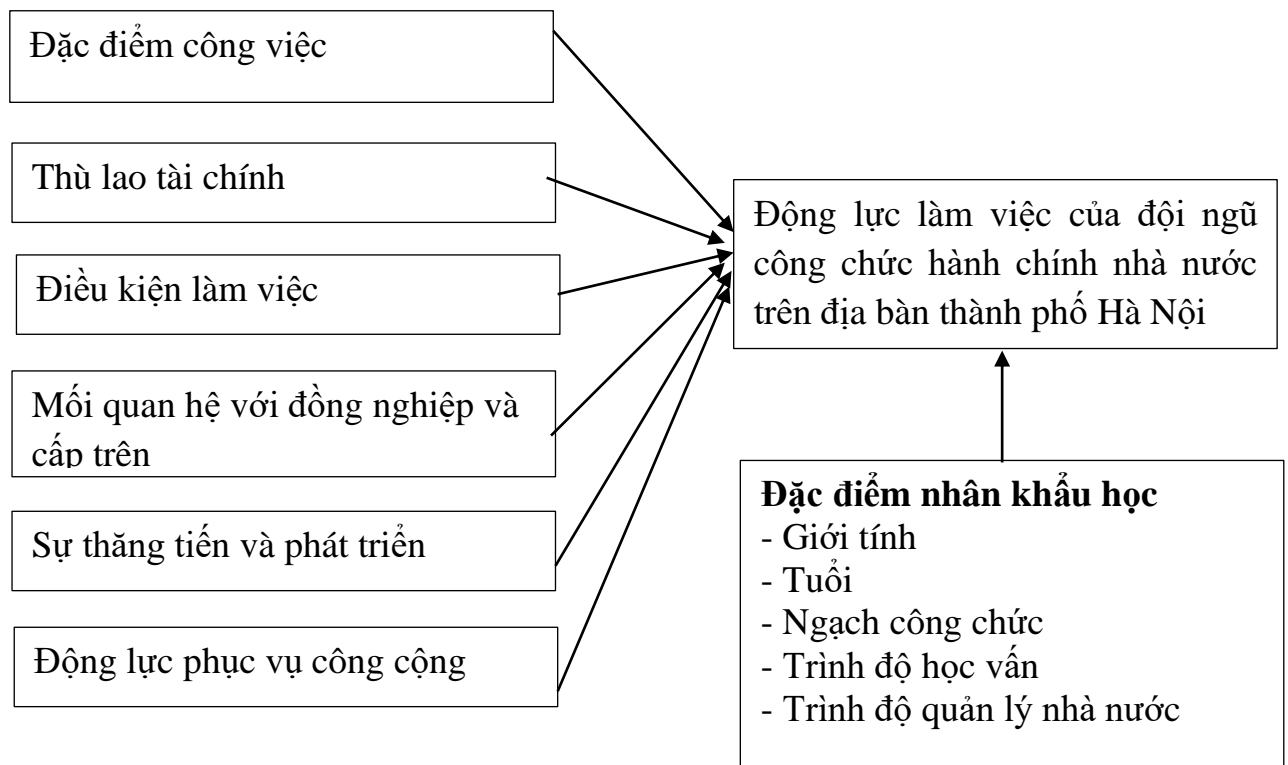 Đặc điểm công việc
Thù lao tài chính
Điều kiện làm việc
Mối quan hệ với đồng nghiệp và
cấp trên
Sự thăng tiến và phát triển
Động lực phục vụ công cộng
Động lực làm việc của đội ngũ
công chức hành chính nhà nước
trên địa bàn thành phố Hà Nội
Đặc điểm nhân khẩu học
- Giới tính
- Tuổi
- Ngạch công chức
- Trình độ học vấn
- Trình độ quản lý nhà nước